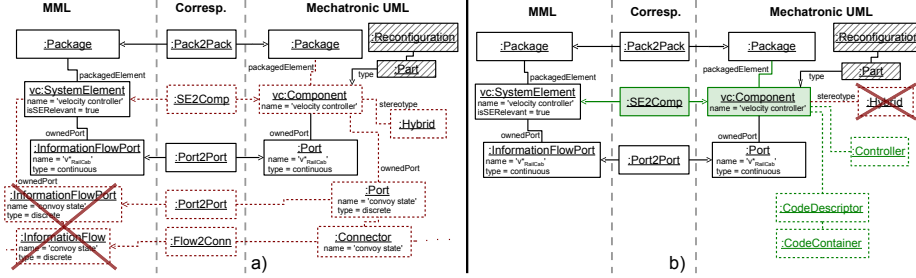 MML
Corresp.
Mechatronic UML
:Package
:Pack2Pack
:Package
:Reconfiguration
:Part
type
packagedElement
packagedElement
vc:SystemElement
name = 'velocity controller'
isSERelevant = true
:SE2Comp
vc:Component
name = 'velocity controller'
stereotype
:Hybrid
ownedPort
ownedPort
:InformationFlowPort
name = 'v*RailCab'
type = continuous
:Port2Port
:Port
name = 'v*RailCab'
type = continuous
ownedPort
:InformationFlowPort
name = 'convoy state'
type = discrete
:Port2Port
:Port
name = 'convoy state'
type = discrete
:InformationFlow
name = 'convoy state'
type = discrete
:Flow2Conn
:Connector
name = 'convoy state'
a)
MML
Corresp.
Mechatronic UML
:Package
:Pack2Pack
:Package
:Reconfiguration
:Part
type
packagedElement
packagedElement
vc:SystemElement
name = 'velocity controller'
isSERelevant = true
:SE2Comp
vc:Component
name = 'velocity controller'
stereotype
:Hybrid
ownedPort
ownedPort
:InformationFlowPort
name = 'v*RailCab'
type = continuous
:Port2Port
:Port
name = 'v*RailCab'
type = continuous
:Controller
:CodeDescriptor
:CodeContainer
b)